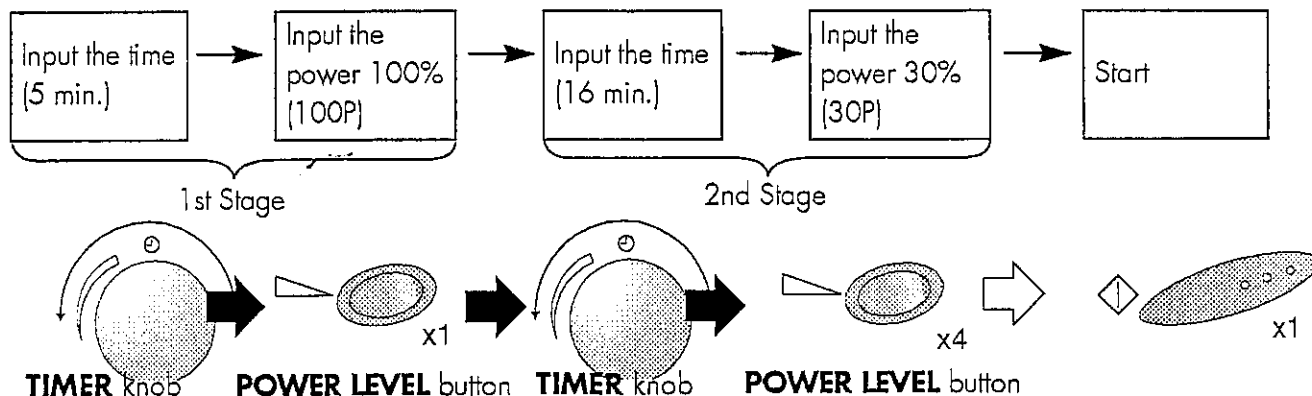 Input the time
(5 min.)
Input the
power 100%
(100P)
Input the time
(16 min.)
Input the
power 30%
(30P)
Start
1st Stage
2nd Stage
x1
x4
x1
TIMER knob
POWER LEVEL button
TIMER knob
POWER LEVEL button